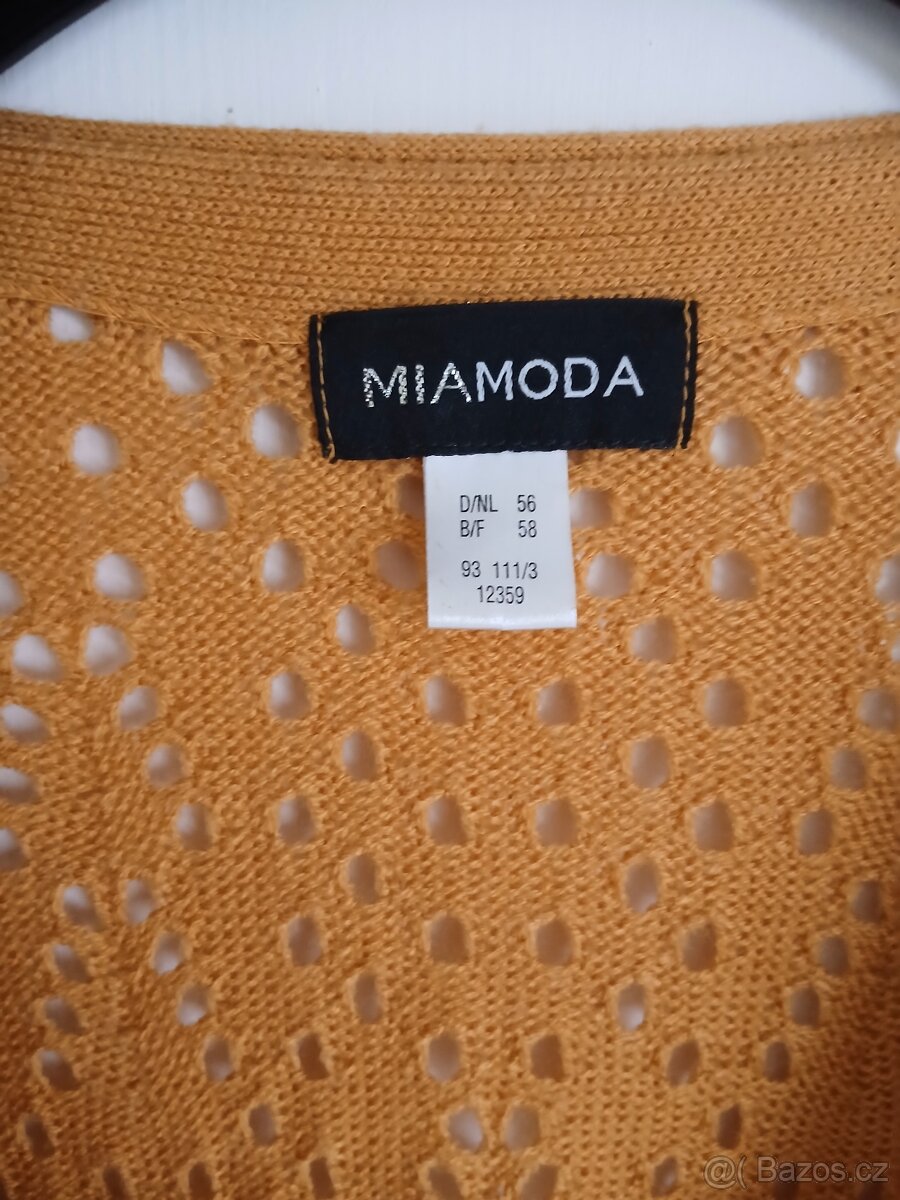 MIAMODA
D/NL 56
B/F 58
93 111/3
12359
@( Bazos.cz